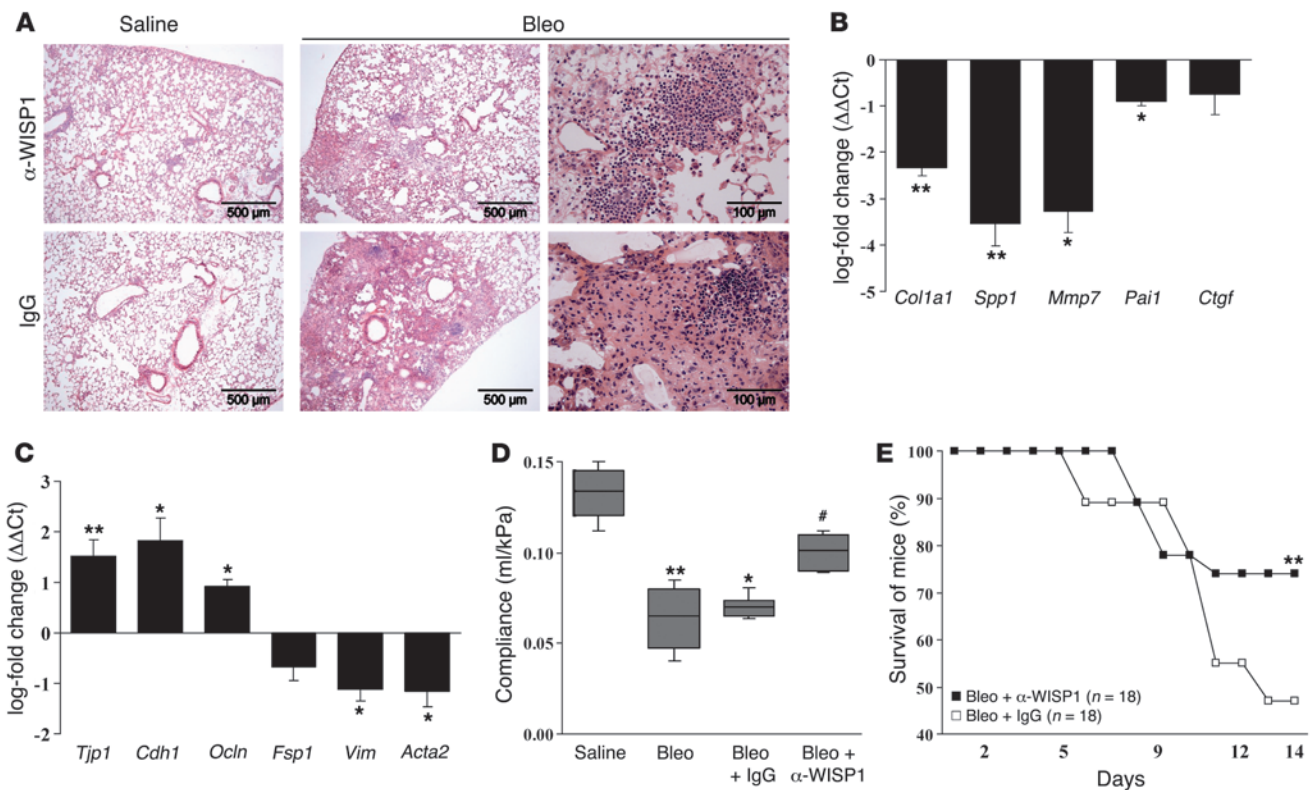 A
Saline
Bleo
α-WISP1
500 µm
500 µm
100 µm
IgG
500 µm
500 µm
100 µm
B
log-fold change (ΔΔCt)
0
-1
-2
-3
-4
-5
**
**
*
*
Col1a1 Spp1 Mmp7 Pai1 Ctgf
C
log-fold change (ΔΔCt)
3
2
1
0
-1
-2
**
*
*
*
*
Tjp1 Cdh1 Ocln Fsp1 Vim Acta2
D
Compliance (ml/kPa)
0.15
0.10
0.05
0.00
**
*
#
Saline Bleo Bleo Bleo +
+ IgG α-WISP1
E
Survival of mice (%)
100
90
80
70
60
50
40
**
Bleo + α-WISP1 (n = 18)
Bleo + IgG (n = 18)
2 5 9 12 14
Days